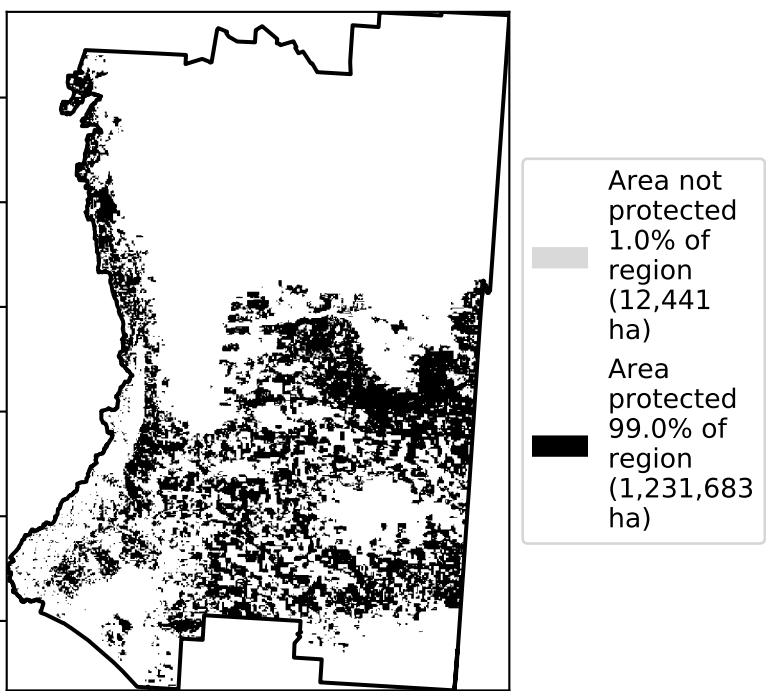 Area not
protected
1.0% of
region
(12,441
ha)
Area
protected
99.0% of
region
(1,231,683
ha)